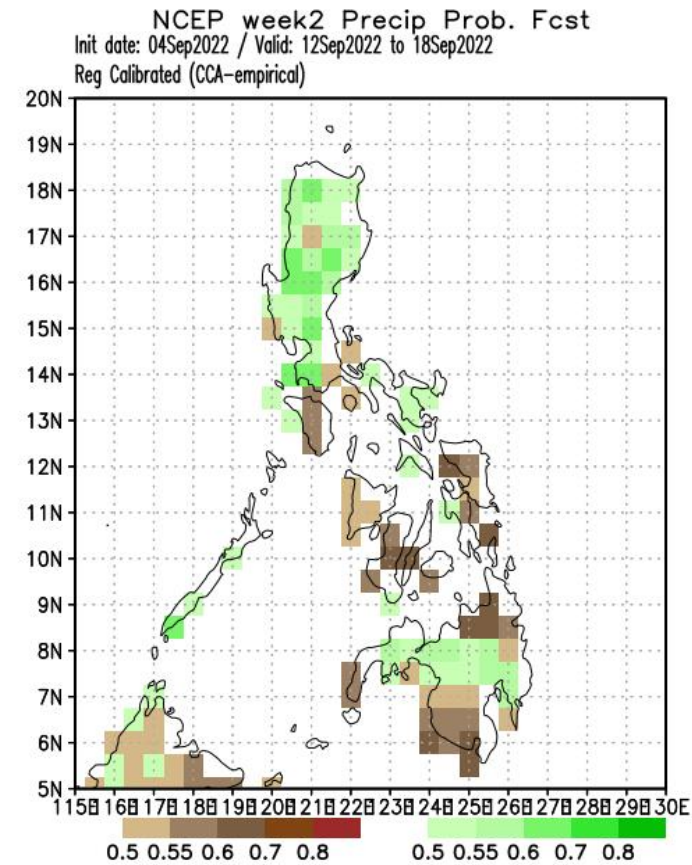 NCEP week2 Precip Prob. Fcst
Init date: 04Sep2022 / Valid: 12Sep2022 to 18Sep2022
Reg Calibrated (CCA-empirical)
20N
19N
18N
17N
16N
15N
14N
13N
12N
11N
10N
9N
8N
7N
6N
5N
115E 116E 117E 118E 119E 120E 121E 122E 123E 124E 125E 126E 127E 128E 129E 130E
0.5 0.55 0.6 0.7 0.8 0.5 0.55 0.6 0.7 0.8